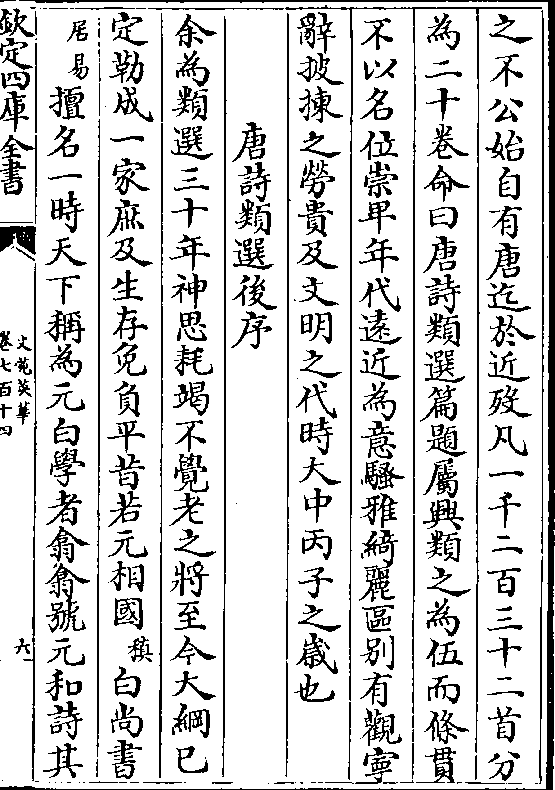 之不公始自有唐迄於近歿凡一千二百三十二首分
為二十卷命曰唐詩類選篇題屬興類之為伍而條貫
不以名位崇卑年代遠近為意騷雅綺麗區别有觀寧
辭披揀之勞貴及文明之代時大中丙子之歲也
唐詩類選後序
余為類選三十年神思耗竭不覺老之將至今大綱已
定勒成一家庶及生存免負平昔若元相國稹白尚書
居易擅名一時天下稱為元白學者翕翕號元和詩其
欽定四庫全書
文苑英華
卷七百十四
六